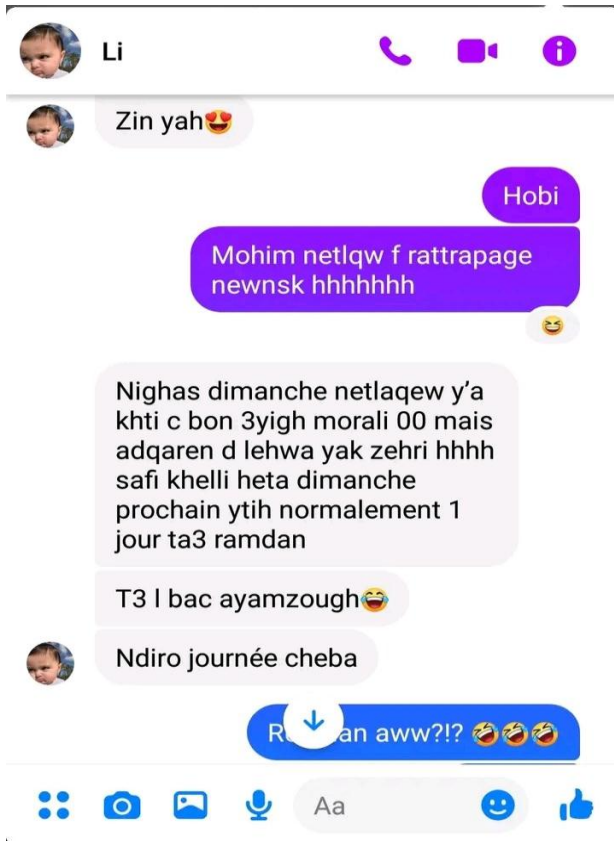 Li
Zin yah😍
Hobi
Mohim netlqw f rattrapage
newnsk hhhhhhh
Nighas dimanche netlaqew y'a
khti c bon 3yigh morali 00 mais
adqaren d lehwa yak zehri hhhh
safi khelli heta dimanche
prochain ytih normalement 1
jour ta3 ramdan
T3 l bac ayamzough😂
Ndiro journée cheba
aww?!? 🤣🤣🤣
Aa